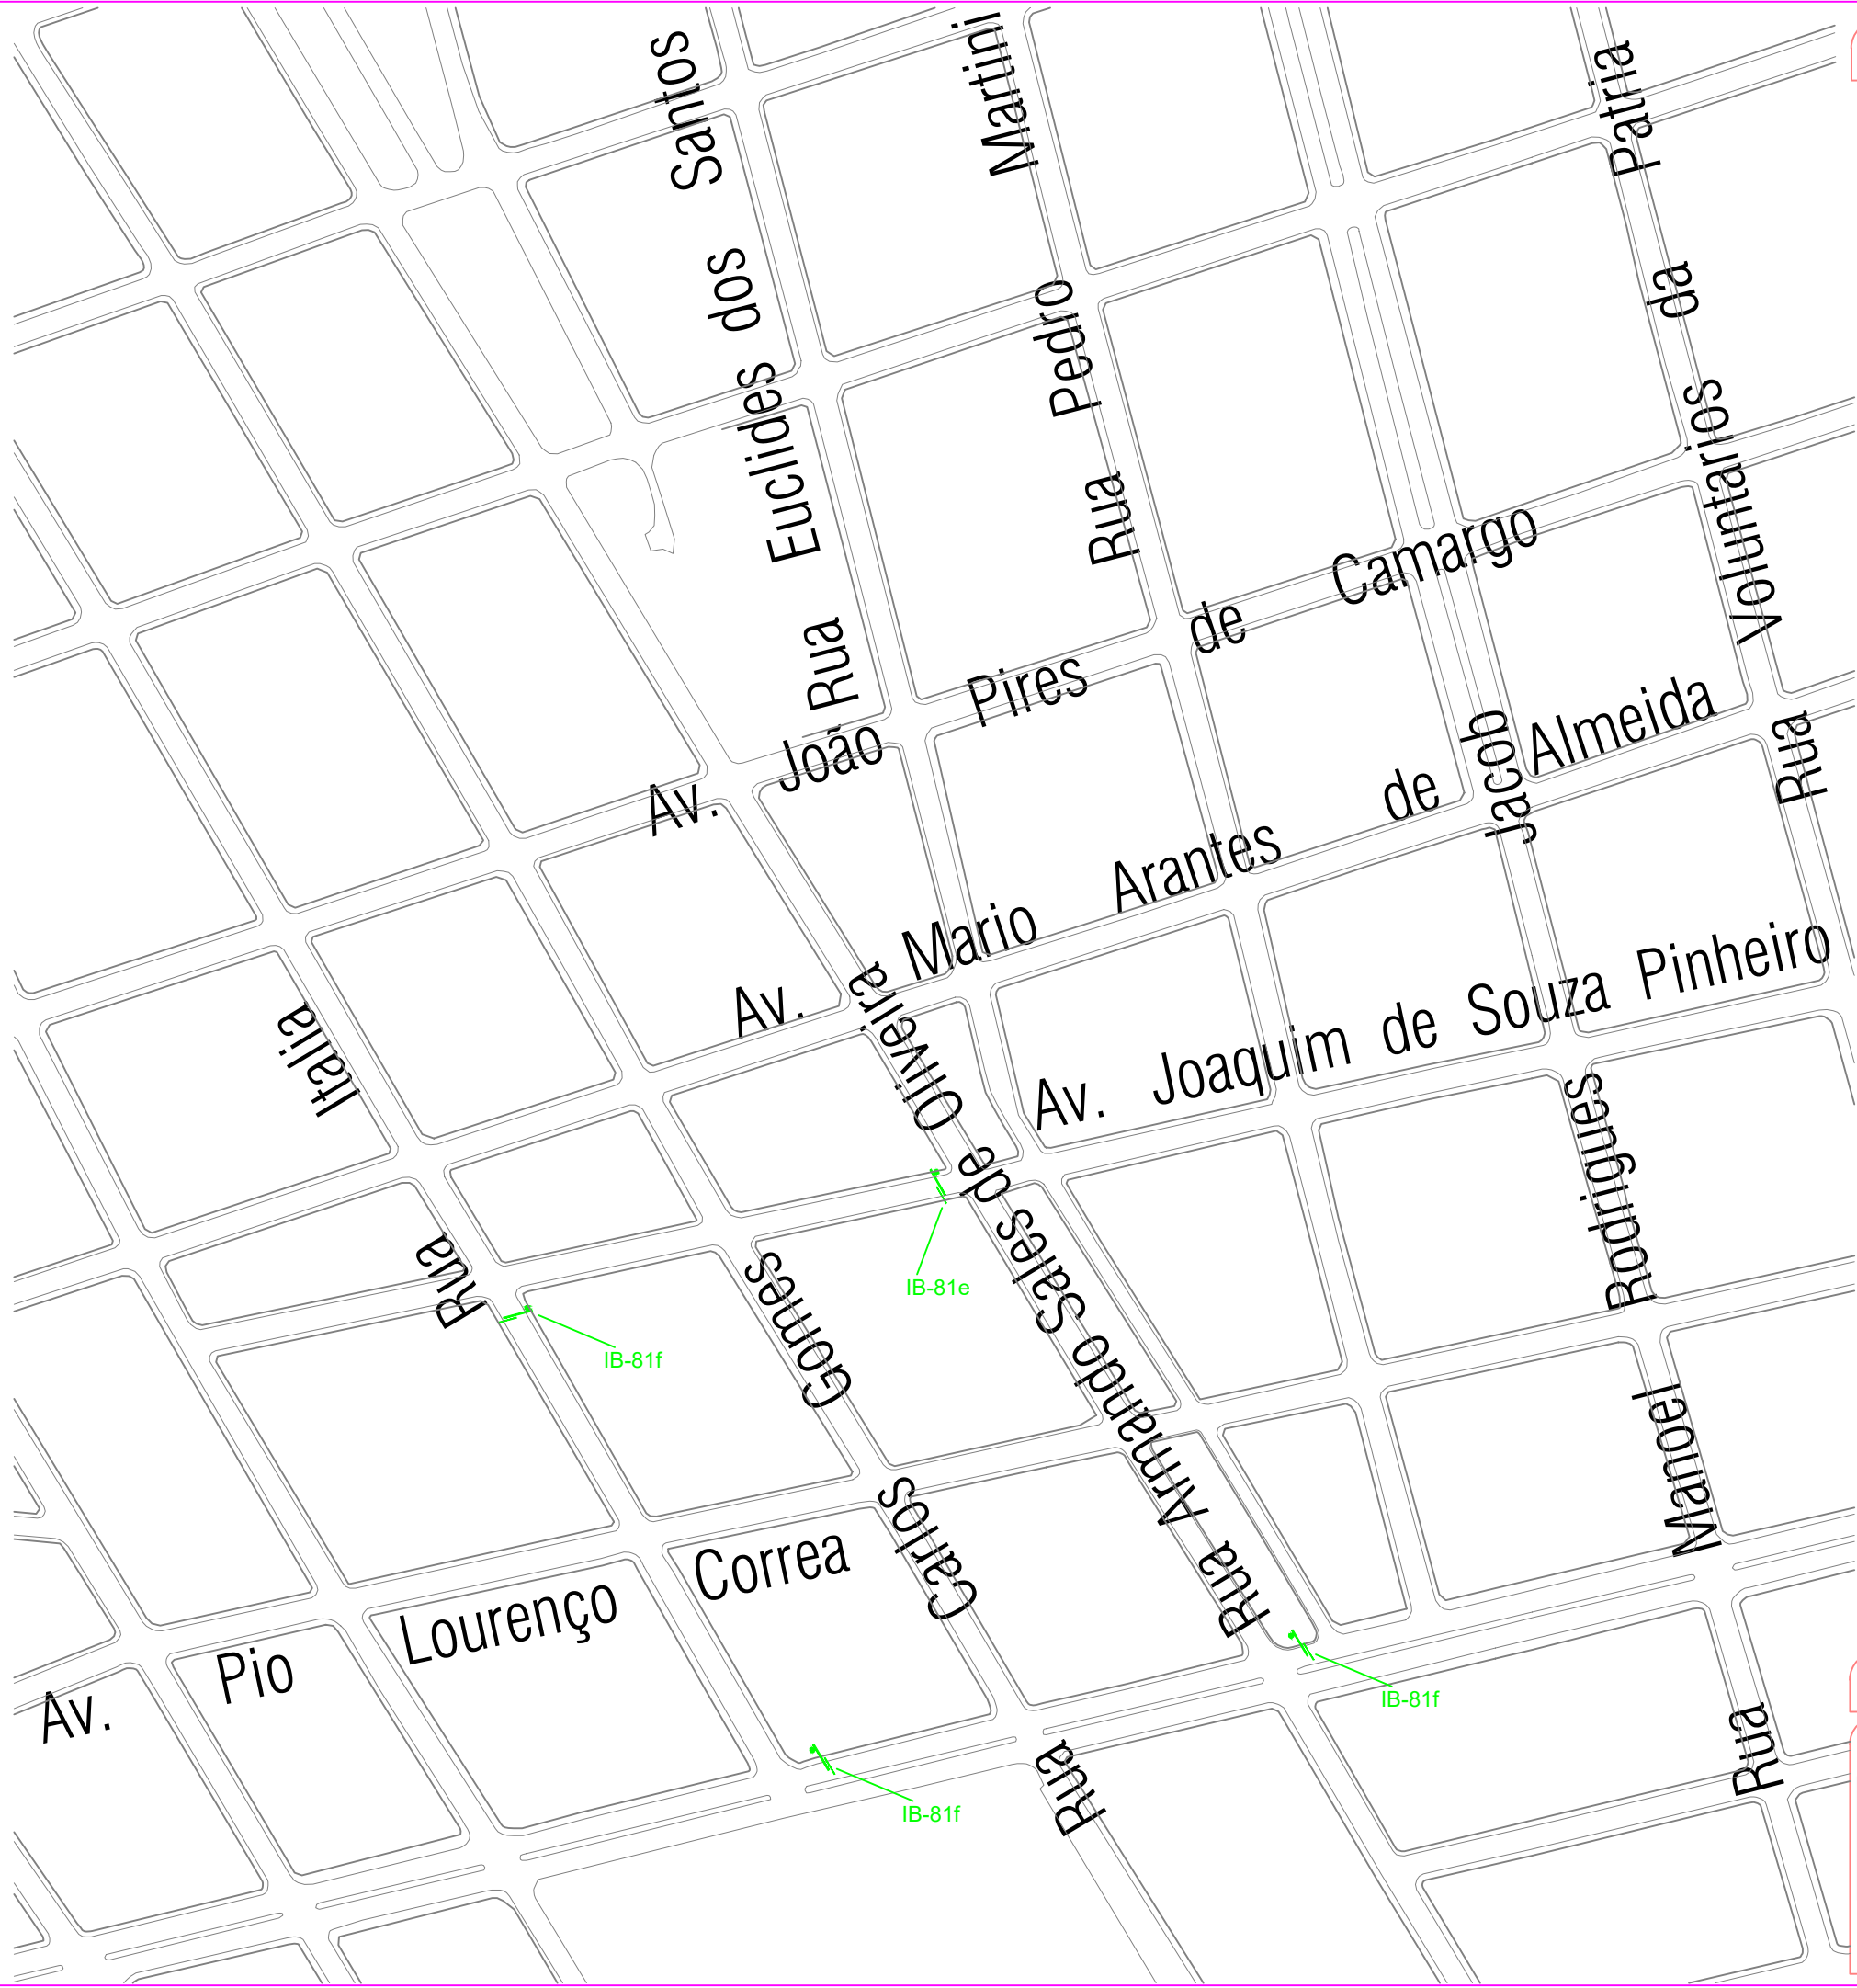 Rua Euclides dos Santos
Rua Pedro Martini
Rua Voluntarios da Patria
Av. João Pires de Camargo
Av. Mario Arantes de Almeida
Av. Joaquim de Souza Pinheiro
Jacob
Rua Italia
Rua Armando Sales de Oliveira
Rua Carlos Gomes
Rua Manoel Rodrigues
Av. Pio Lourenço Correa
IB-81e
IB-81f
IB-81f
IB-81f